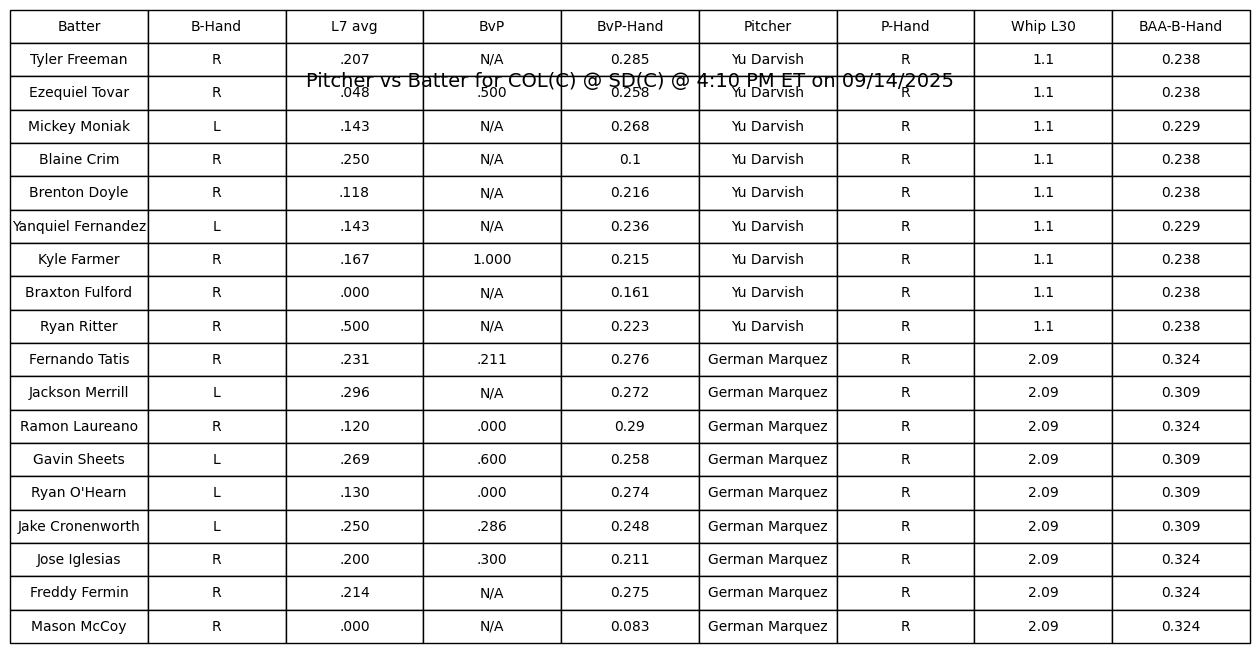 Batter B-Hand L7 avg BvP BvP-Hand Pitcher P-Hand Whip L30 BAA-B-Hand
Tyler Freeman R .207 N/A 0.285 Yu Darvish R 1.1 0.238
Pitcher vs Batter for COL(C) @ SD(C) @ 4:10 PM ET on 09/14/2025
Ezequiel Tovar R .048 .500 0.258 Yu Darvish R 1.1 0.238
Mickey Moniak L .143 N/A 0.268 Yu Darvish R 1.1 0.229
Blaine Crim R .250 N/A 0.1 Yu Darvish R 1.1 0.238
Brenton Doyle R .118 N/A 0.216 Yu Darvish R 1.1 0.238
Yanquiel Fernandez L .143 N/A 0.236 Yu Darvish R 1.1 0.229
Kyle Farmer R .167 1.000 0.215 Yu Darvish R 1.1 0.238
Braxton Fulford R .000 N/A 0.161 Yu Darvish R 1.1 0.238
Ryan Ritter R .500 N/A 0.223 Yu Darvish R 1.1 0.238
Fernando Tatis R .231 .211 0.276 German Marquez R 2.09 0.324
Jackson Merrill L .296 N/A 0.272 German Marquez R 2.09 0.309
Ramon Laureano R .120 .000 0.29 German Marquez R 2.09 0.324
Gavin Sheets L .269 .600 0.258 German Marquez R 2.09 0.309
Ryan O'Hearn L .130 .000 0.274 German Marquez R 2.09 0.309
Jake Cronenworth L .250 .286 0.248 German Marquez R 2.09 0.309
Jose Iglesias R .200 .300 0.211 German Marquez R 2.09 0.324
Freddy Fermin R .214 N/A 0.275 German Marquez R 2.09 0.324
Mason McCoy R .000 N/A 0.083 German Marquez R 2.09 0.324